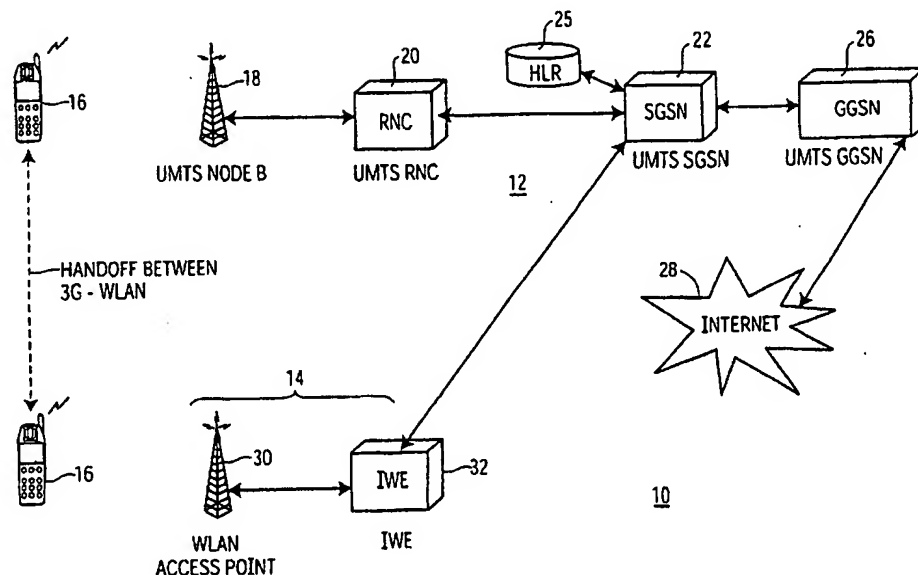 25
20
22
26
16
18
HLR
RNC
SGSN
GGSN
UMTS NODE B
UMTS RNC
UMTS SGSN
UMTS GGSN
12
HANDOFF BETWEEN
3G - WLAN
28
INTERNET
14
16
30
IWE
32
10
WLAN
ACCESS POINT
IWE